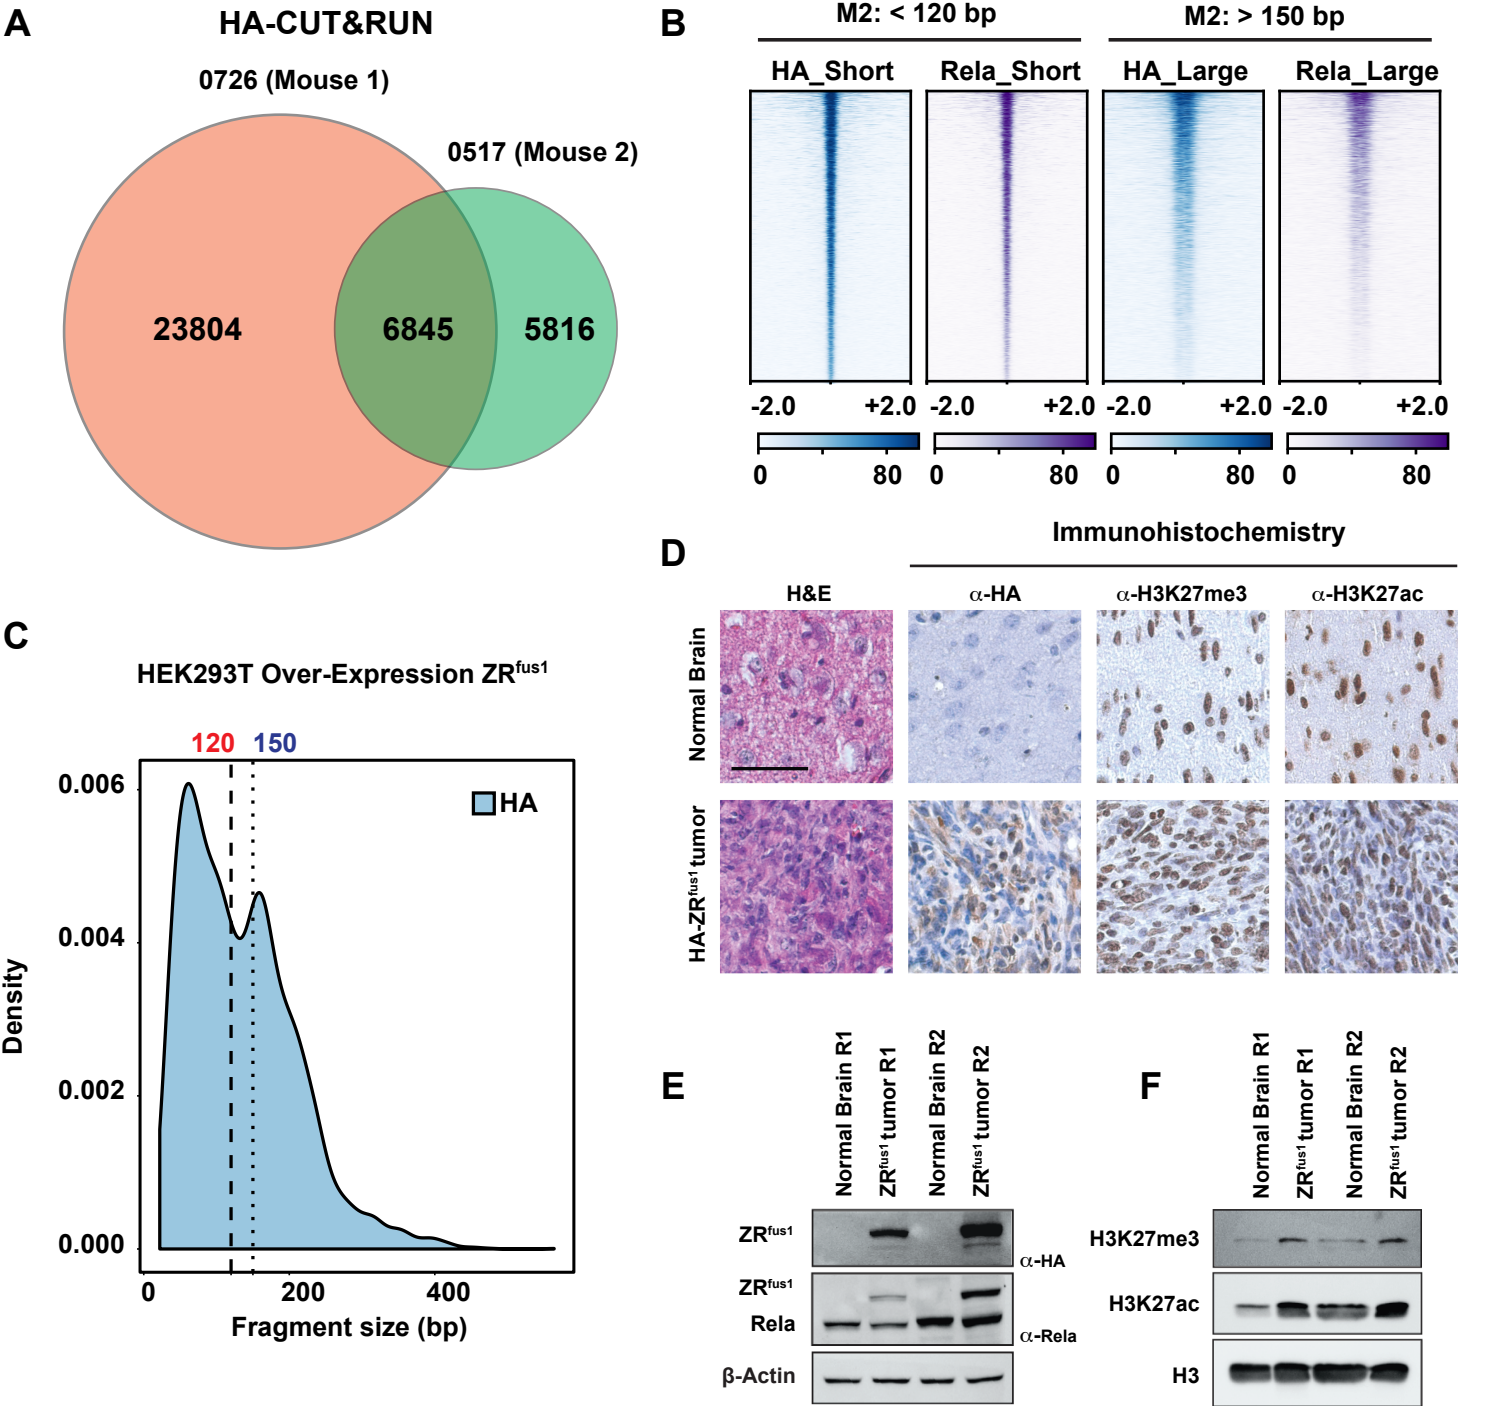 A
HA-CUT&RUN
0726 (Mouse 1)
0517 (Mouse 2)
23804
6845
5816
B
M2: < 120 bp
M2: > 150 bp
HA_Short
Rela_Short
HA_Large
Rela_Large
-2.0 +2.0 -2.0 +2.0 -2.0 +2.0 -2.0 +2.0
0 80 0 80 0 80 0 80
C
HEK293T Over-Expression ZRfus1
120 150
HA
0.006
0.004
0.002
0.000
Density
0 200 400
Fragment size (bp)
D
Immunohistochemistry
H&E
α-HA
α-H3K27me3
α-H3K27ac
Normal Brain
HA-ZRfus1 tumor
E
Normal Brain R1
ZRfus1 tumor R1
Normal Brain R2
ZRfus1 tumor R2
ZRfus1
α-HA
ZRfus1
Rela
α-Rela
β-Actin
F
Normal Brain R1
ZRfus1 tumor R1
Normal Brain R2
ZRfus1 tumor R2
H3K27me3
H3K27ac
H3